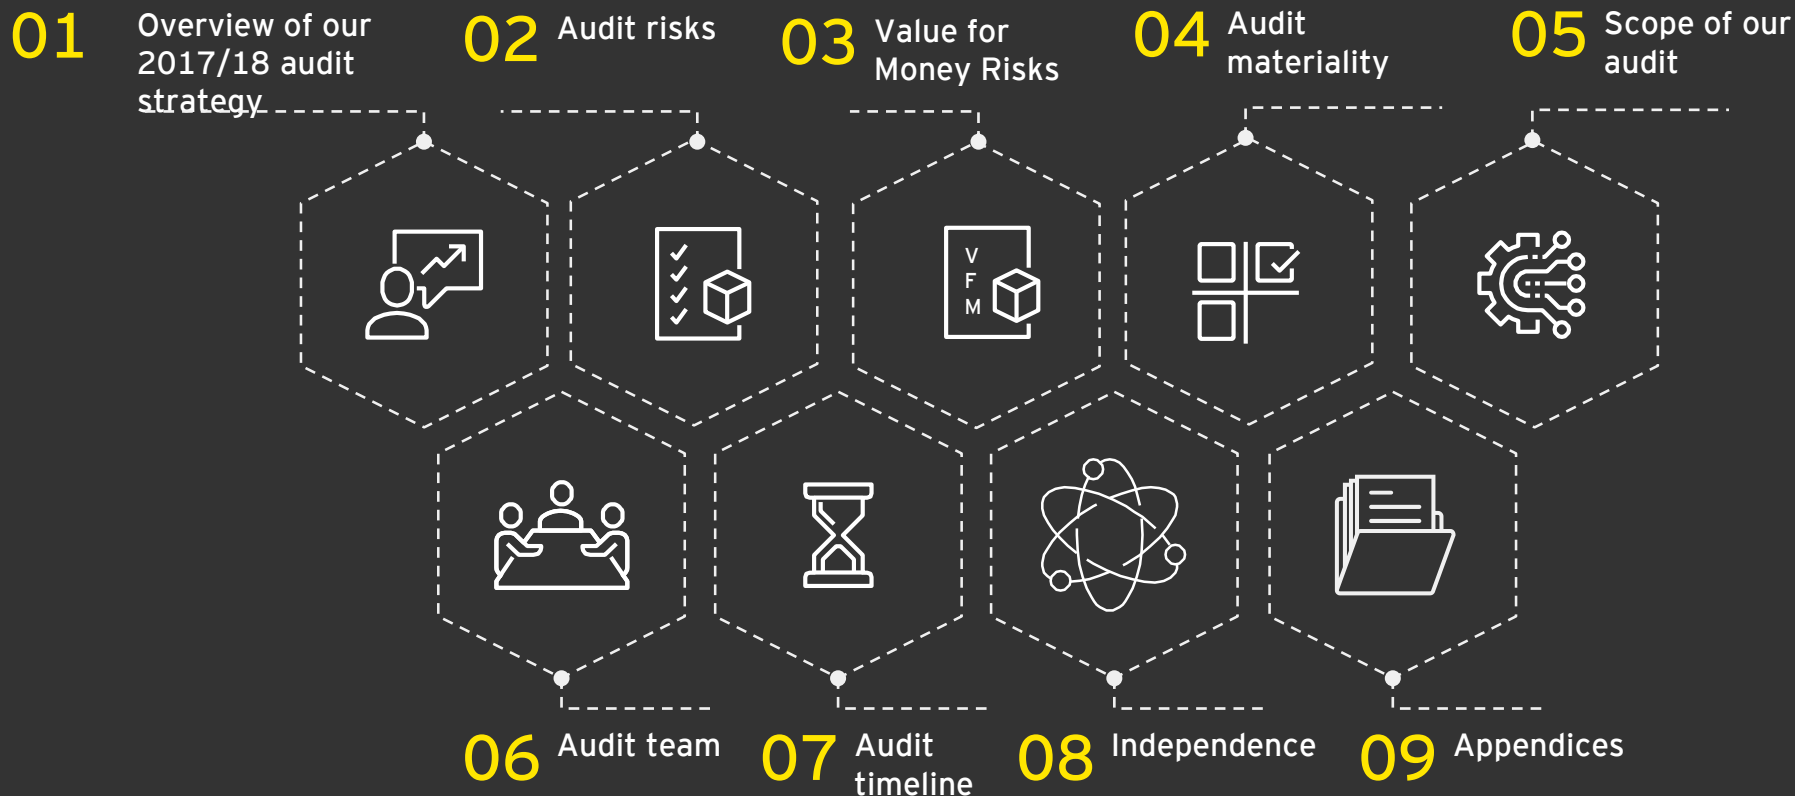 01
Overview of our
2017/18 audit
strategy
02
Audit risks
03
Value for
Money Risks
04
Audit
materiality
05
Scope of our
audit
V
F
M
06
Audit team
07
Audit
timeline
08
Independence
09
Appendices